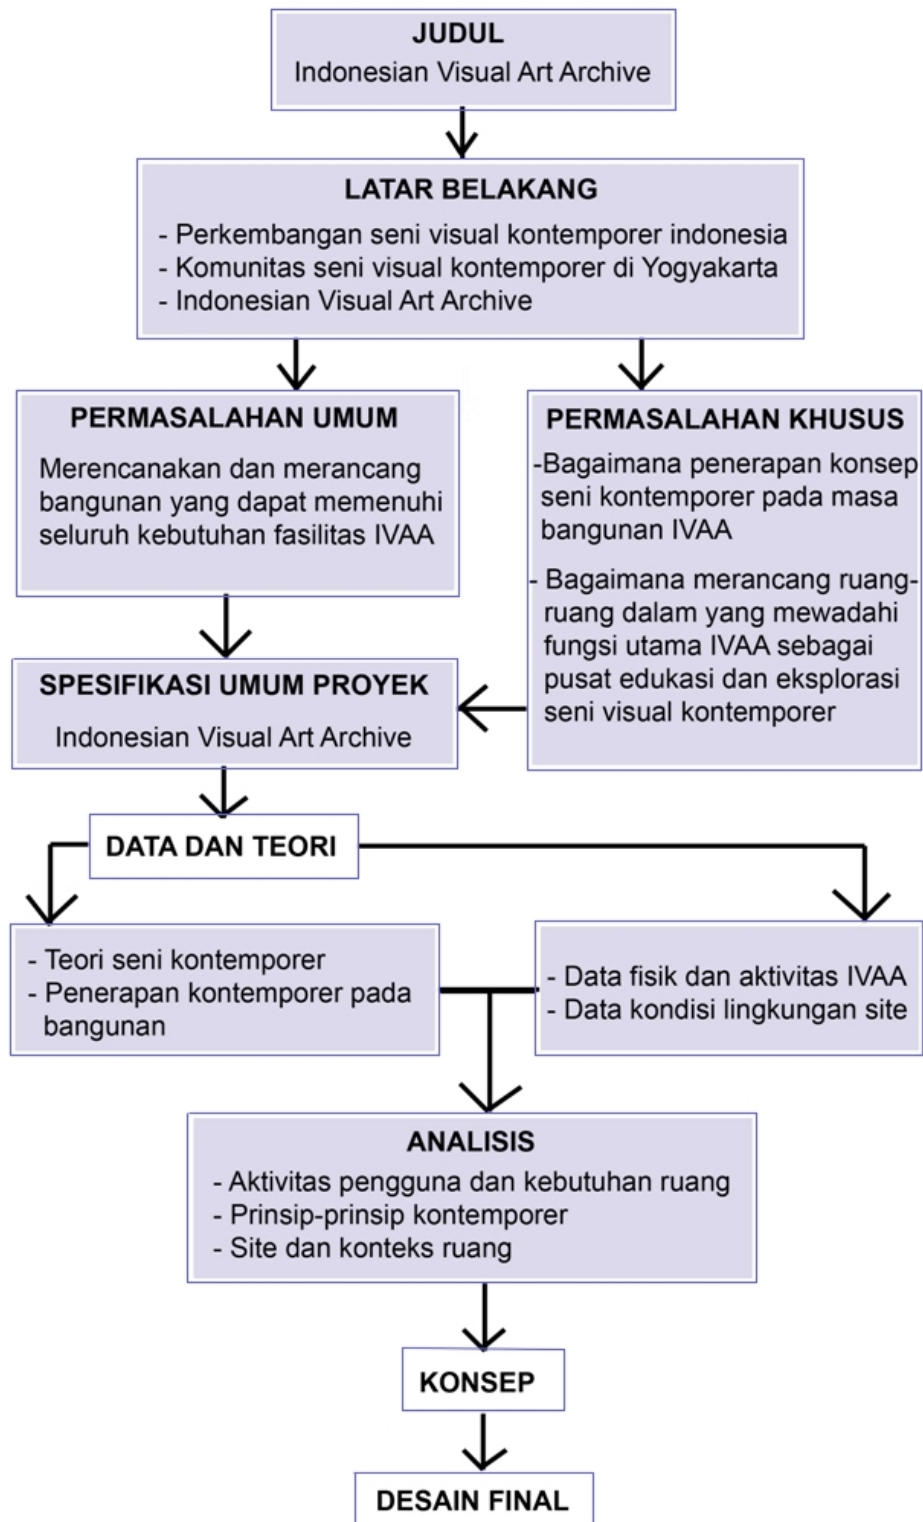 JUDUL
Indonesian Visual Art Archive
LATAR BELAKANG
- Perkembangan seni visual kontemporer indonesia
- Komunitas seni visual kontemporer di Yogyakarta
- Indonesian Visual Art Archive
PERMASALAHAN UMUM
Merencanakan dan merancang
bangunan yang dapat memenuhi
seluruh kebutuhan fasilitas IVAA
PERMASALAHAN KHUSUS
-Bagaimana penerapan konsep
seni kontemporer pada masa
bangunan IVAA
- Bagaimana merancang ruang-
ruang dalam yang mewadahi
fungsi utama IVAA sebagai
pusat edukasi dan eksplorasi
seni visual kontemporer
SPESIFIKASI UMUM PROYEK
Indonesian Visual Art Archive
DATA DAN TEORI
- Teori seni kontemporer
- Penerapan kontemporer pada
bangunan
- Data fisik dan aktivitas IVAA
- Data kondisi lingkungan site
ANALISIS
- Aktivitas pengguna dan kebutuhan ruang
- Prinsip-prinsip kontemporer
- Site dan konteks ruang
KONSEP
DESAIN FINAL